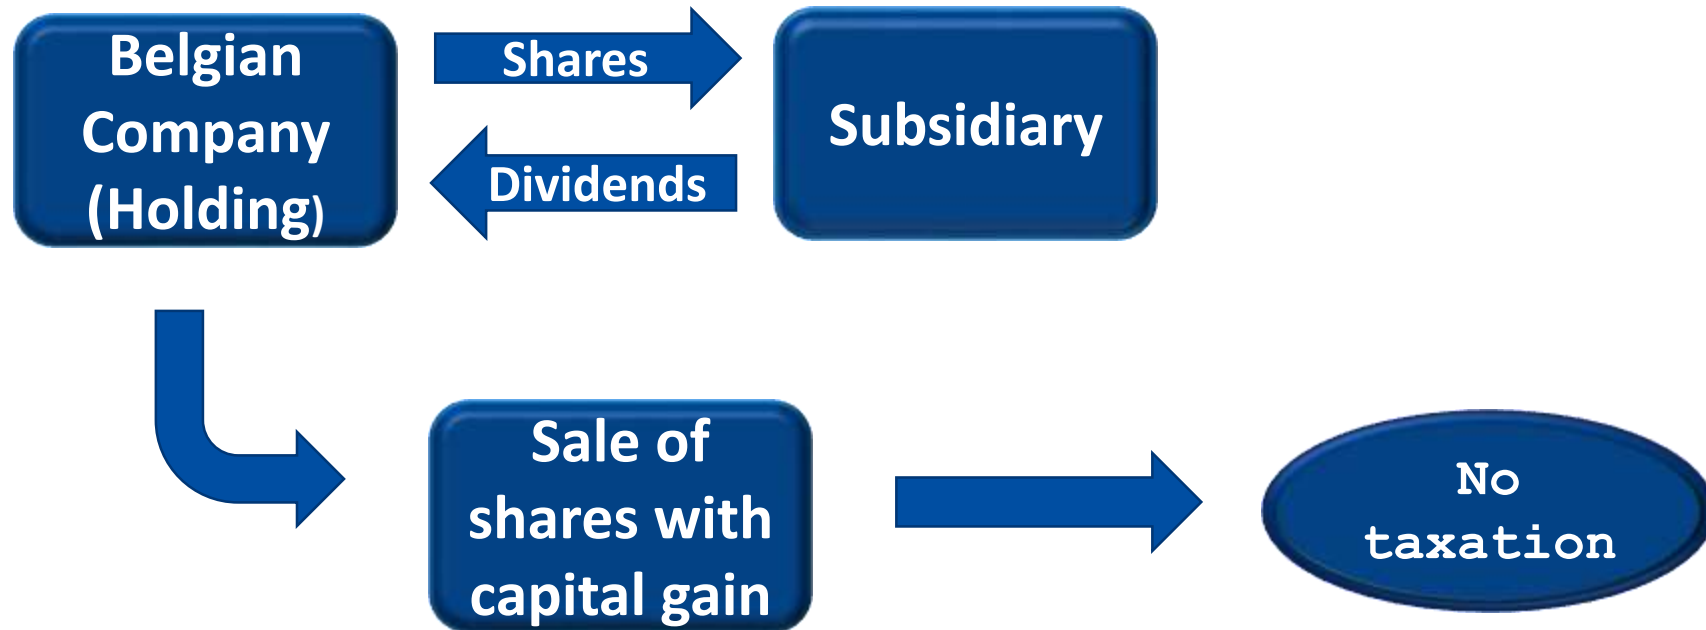 Belgian
Company
(Holding)
Shares
Dividends
Subsidiary
Sale of
shares with
capital gain
No
taxation